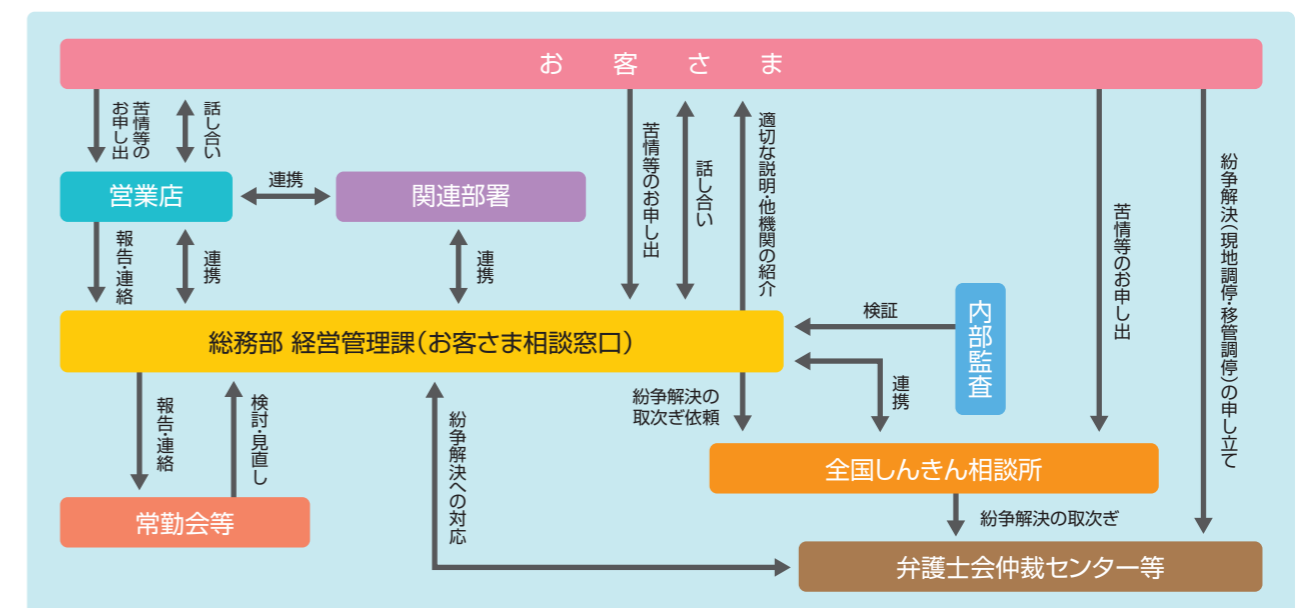 お客さま
苦情等の
お申し出
話し合い
苦情等のお申し出
話し合い
適切な説明・他機関の紹介
苦情等のお申し出
紛争解決(現地調停・移管調停)の申し立て
営業店
連携
関連部署
報告・連絡
連携
連携
総務部 経営管理課(お客さま相談窓口)
検証
内部監査
報告・連絡
検討・見直し
紛争解決への対応
紛争解決の
取次ぎ依頼
連携
全国しんきん相談所
常勤会等
紛争解決の取次ぎ
弁護士会仲裁センター等